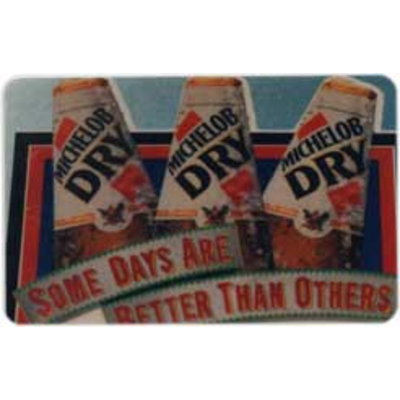 MICHELOB
DRY
MICHELOB
DRY
MICHELOB
DRY
SOME DAYS ARE
BETTER THAN OTHERS